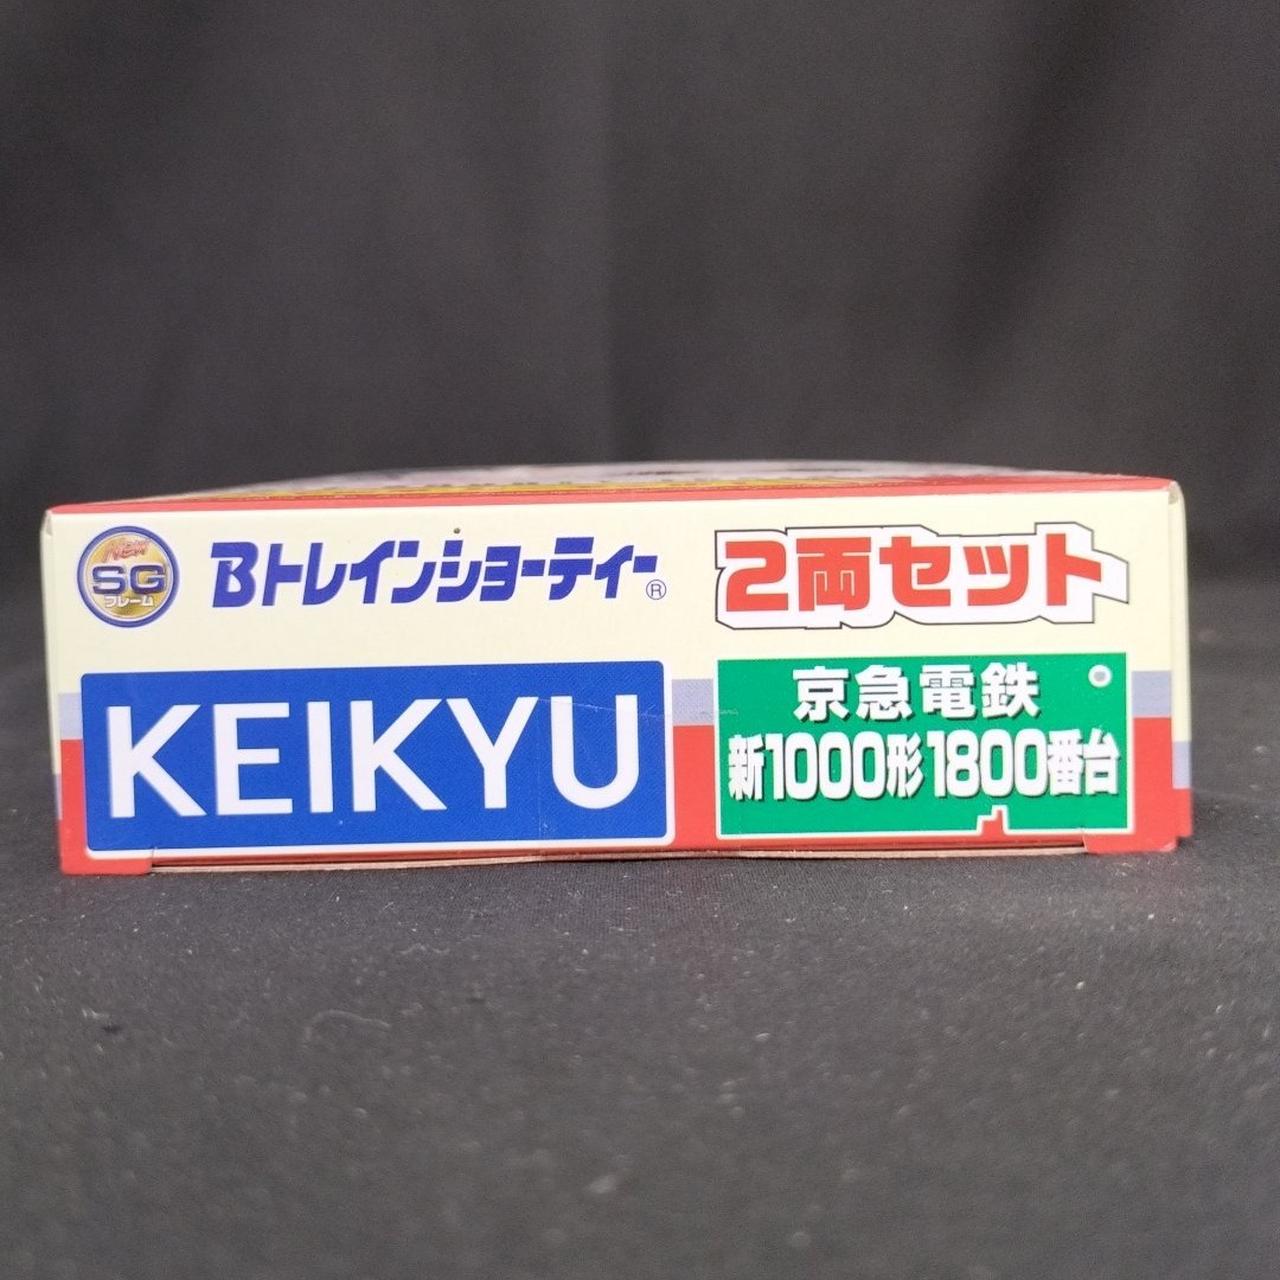 New
SG
フレーム
Bトレインショーティー®
2両セット
KEIKYU
京急電鉄
新1000形1800番台